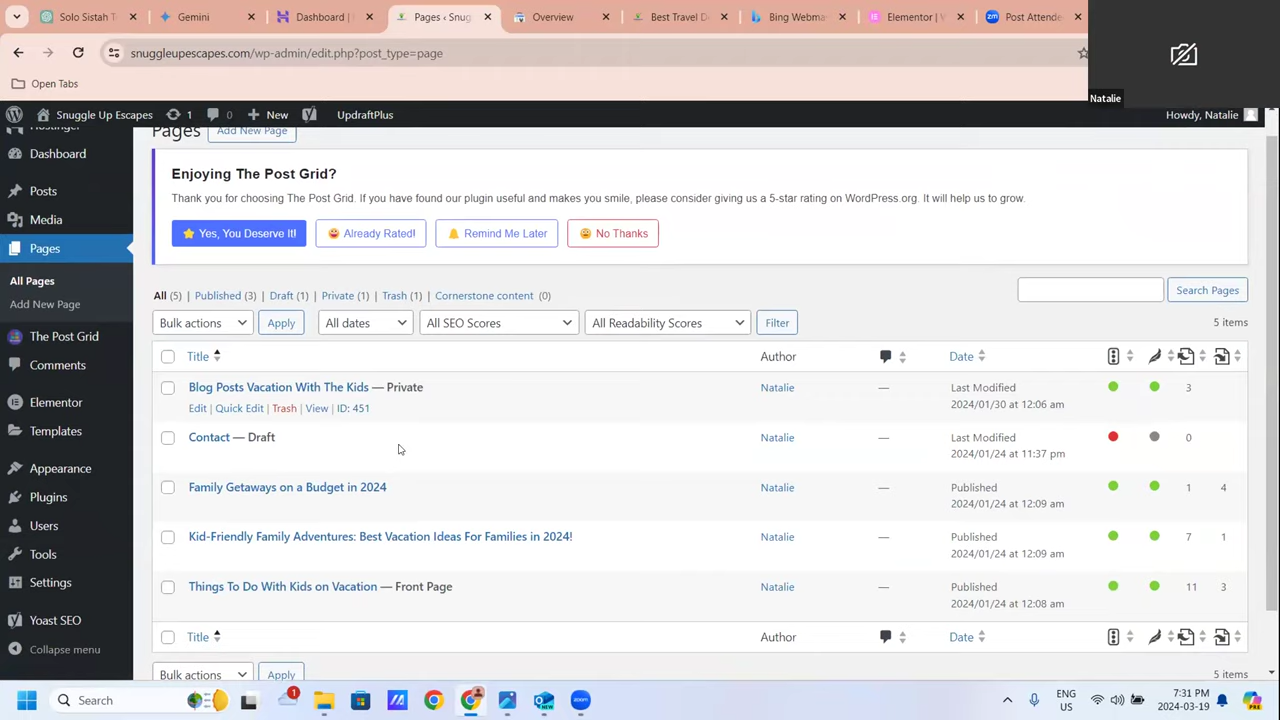 Solo Sistah T
Gemini
Dashboard |
Pages ‹ Snug
Overview
Best Travel D
Bing Webma
Elementor |
Post Attende
snuggleupescapes.com/wp-admin/edit.php?post_type=page
Open Tabs
Natalie
Snuggle Up Escapes
1
0
New
UpdraftPlus
Howdy, Natalie
Hostinger
Dashboard
Posts
Media
Pages
All Pages
Add New Page
The Post Grid
Comments
Elementor
Templates
Appearance
Plugins
Users
Tools
Settings
Yoast SEO
Collapse menu
Pages
Add New Page
Enjoying The Post Grid?
Thank you for choosing The Post Grid. If you have found our plugin useful and makes you smile, please consider giving us a 5-star rating on WordPress.org. It will help us to grow.
Yes, You Deserve It!
Already Rated!
Remind Me Later
No Thanks
All (5) | Published (3) | Draft (1) | Private (1) | Trash (1) | Cornerstone content (0)
Search Pages
Bulk actions
Apply
All dates
All SEO Scores
All Readability Scores
Filter
5 items
Title
Author
Date
Blog Posts Vacation With The Kids — Private
Edit | Quick Edit | Trash | View | ID: 451
Natalie
—
Last Modified
2024/01/30 at 12:06 am
3
Contact — Draft
Natalie
—
Last Modified
2024/01/24 at 11:37 pm
0
Family Getaways on a Budget in 2024
Natalie
—
Published
2024/01/24 at 12:09 am
1
4
Kid-Friendly Family Adventures: Best Vacation Ideas For Families in 2024!
Natalie
—
Published
2024/01/24 at 12:09 am
7
1
Things To Do With Kids on Vacation — Front Page
Natalie
—
Published
2024/01/24 at 12:08 am
11
3
Title
Author
Date
Bulk actions
Apply
5 items
Search
1
ENG
US
7:31 PM
2024-03-19